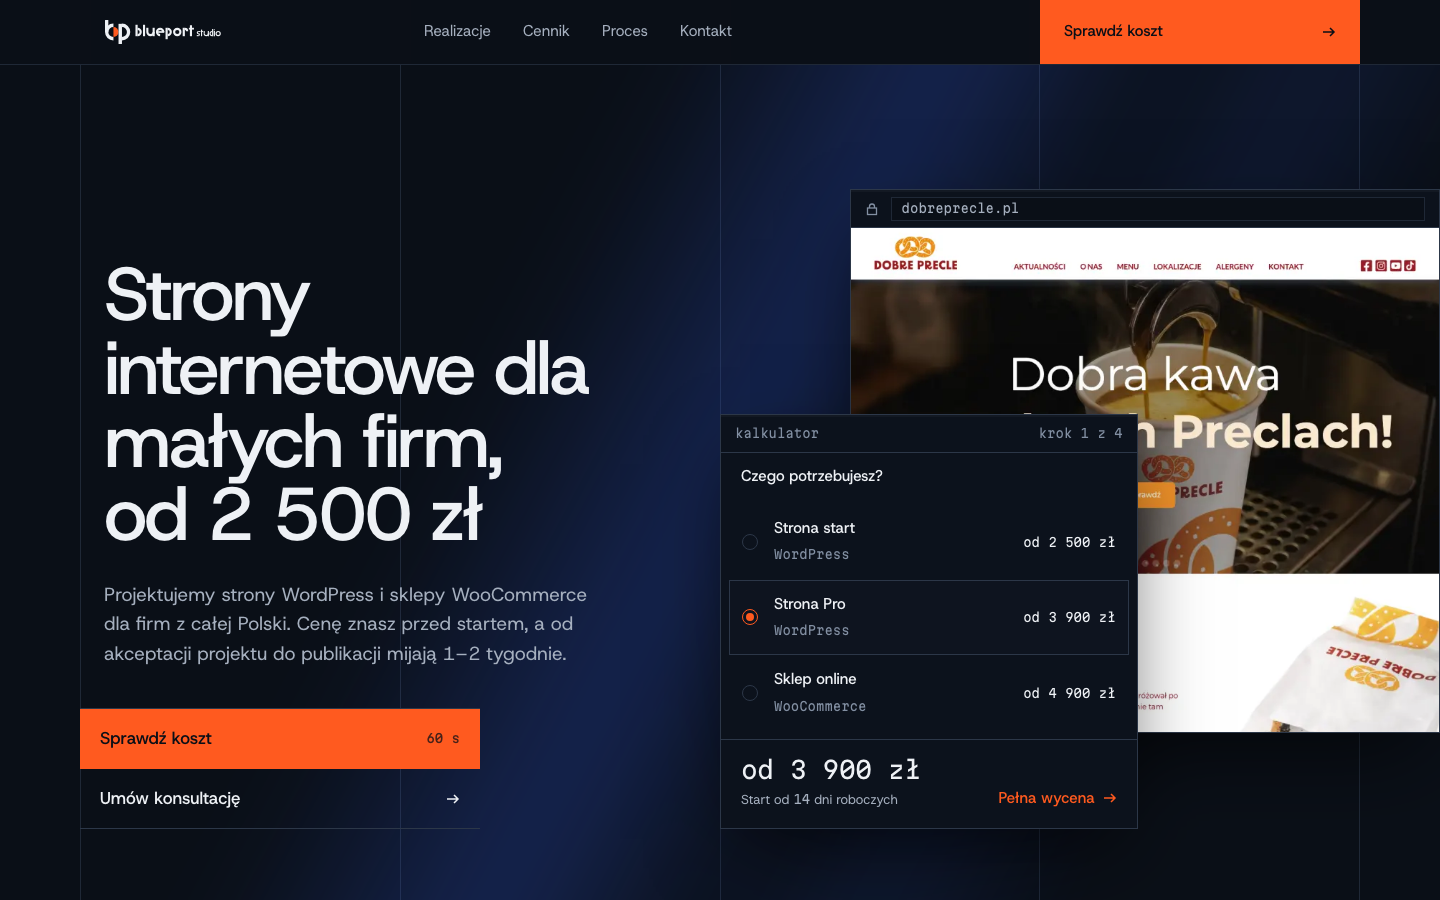 blueport studio
Realizacje
Cennik
Proces
Kontakt
Sprawdź koszt
Strony
internetowe dla
małych firm,
od 2 500 zł
Projektujemy strony WordPress i sklepy WooCommerce
dla firm z całej Polski. Cenę znasz przed startem, a od
akceptacji projektu do publikacji mijają 1–2 tygodnie.
Sprawdź koszt 60 s
Umów konsultację
dobreprecle.pl
DOBRE PRECLE
AKTUALNOŚCI
O NAS
MENU
LOKALIZACJE
ALERGENY
KONTAKT
Dobra kawa
Preclach!
PRECLE
DOBRE PRECLE
kalkulator krok 1 z 4
Czego potrzebujesz?
Strona start
WordPress
od 2 500 zł
Strona Pro
WordPress
od 3 900 zł
Sklep online
WooCommerce
od 4 900 zł
od 3 900 zł
Start od 14 dni roboczych
Pełna wycena